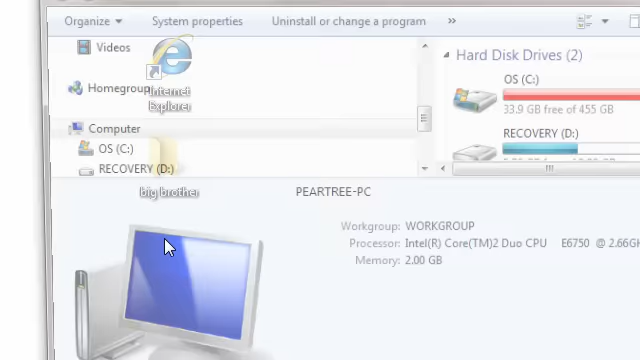 Organize System properties Uninstall or change a program »
Videos
Internet
Explorer
Homegroup
Computer
OS (C:)
RECOVERY (D:)
big brother
Hard Disk Drives (2)
OS (C:)
33.9 GB free of 455 GB
RECOVERY (D:)
PEARTREE-PC
Workgroup: WORKGROUP
Processor: Intel(R) Core(TM)2 Duo CPU E6750 @ 2.66G
Memory: 2.00 GB